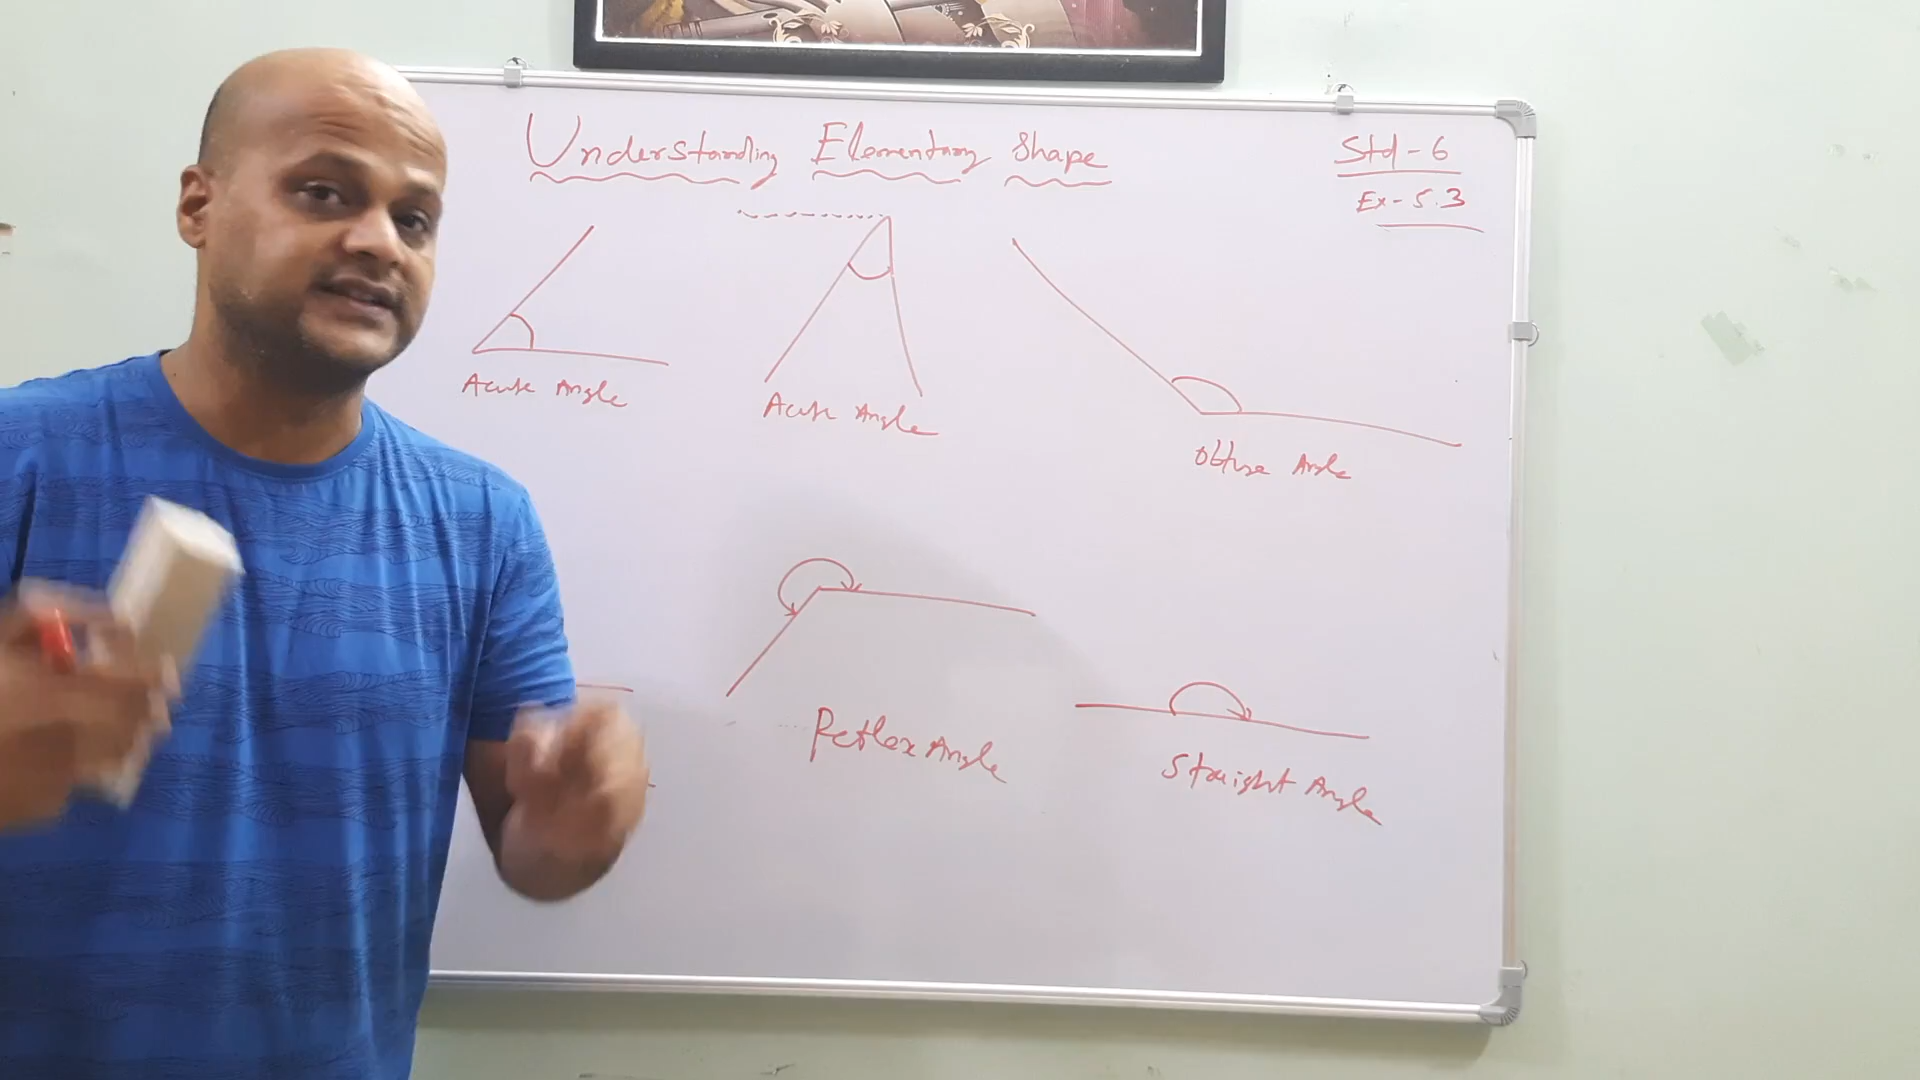 Understanding Elementary Shape
Std - 6
Ex - 5.3
Acute Angle
Acute Angle
Obtuse Angle
Reflex Angle
Straight Angle